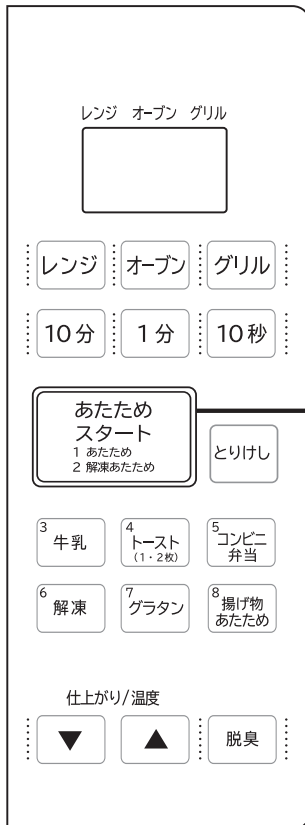 レンジ オーブン グリル
レンジ オーブン グリル
10分 1分 10秒
あたため
スタート
1 あたため
2 解凍あたため
とりけし
3 牛乳
4 トースト
(1・2枚)
5 コンビニ
弁当
6 解凍
7 グラタン
8 揚げ物
あたため
仕上がり/温度
▼ ▲ 脱臭